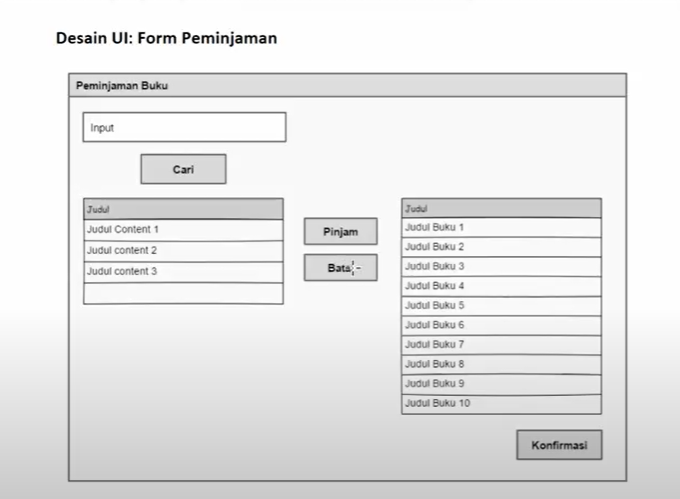 Desain UI: Form Peminjaman
Peminjaman Buku
Input
Cari
Judul
Judul Content 1
Judul content 2
Judul content 3
Pinjam
Judul
Judul Buku 1
Judul Buku 2
Judul Buku 3
Judul Buku 4
Judul Buku 5
Judul Buku 6
Judul Buku 7
Judul Buku 8
Judul Buku 9
Judul Buku 10
Konfirmasi